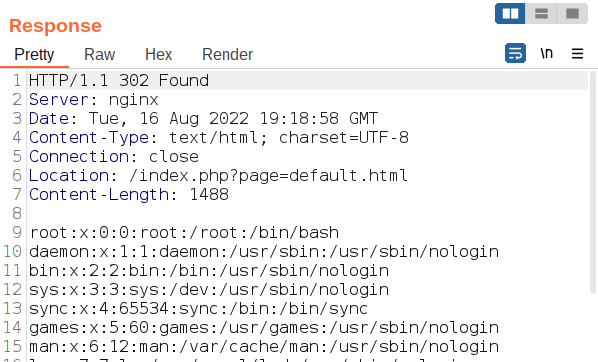 Response
Pretty Raw Hex Render \n
1 HTTP/1.1 302 Found
2 Server: nginx
3 Date: Tue, 16 Aug 2022 19:18:58 GMT
4 Content-Type: text/html; charset=UTF-8
5 Connection: close
6 Location: /index.php?page=default.html
7 Content-Length: 1488
8
9 root:x:0:0:root:/root:/bin/bash
10 daemon:x:1:1:daemon:/usr/sbin:/usr/sbin/nologin
11 bin:x:2:2:bin:/bin:/usr/sbin/nologin
12 sys:x:3:3:sys:/dev:/usr/sbin/nologin
13 sync:x:4:65534:sync:/bin:/bin/sync
14 games:x:5:60:games:/usr/games:/usr/sbin/nologin
15 man:x:6:12:man:/var/cache/man:/usr/sbin/nologin